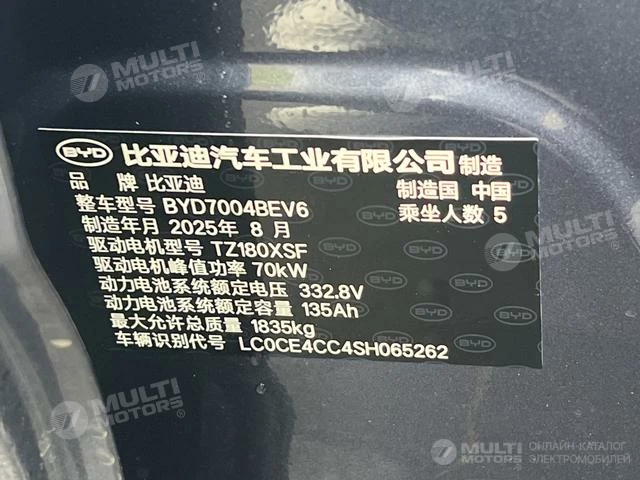 MULTI MOTORS
MULTI MOTORS
BYD 比亚迪汽车工业有限公司 制造
品 牌 比亚迪 制造国 中国
整车型号 BYD7004BEV6 乘坐人数 5
制造年月 2025年 8 月
驱动电机型号 TZ180XSF
驱动电机峰值功率 70kW
动力电池系统额定电压 332.8V
动力电池系统额定容量 135Ah
最大允许总质量 1835kg
车辆识别代号 LC0CE4CC4SH065262
MULTI MOTORS
MULTI MOTORS
MULTI MOTORS
ОНЛАЙН-КАТАЛОГ
ЭЛЕКТРОМОБИЛЕЙ